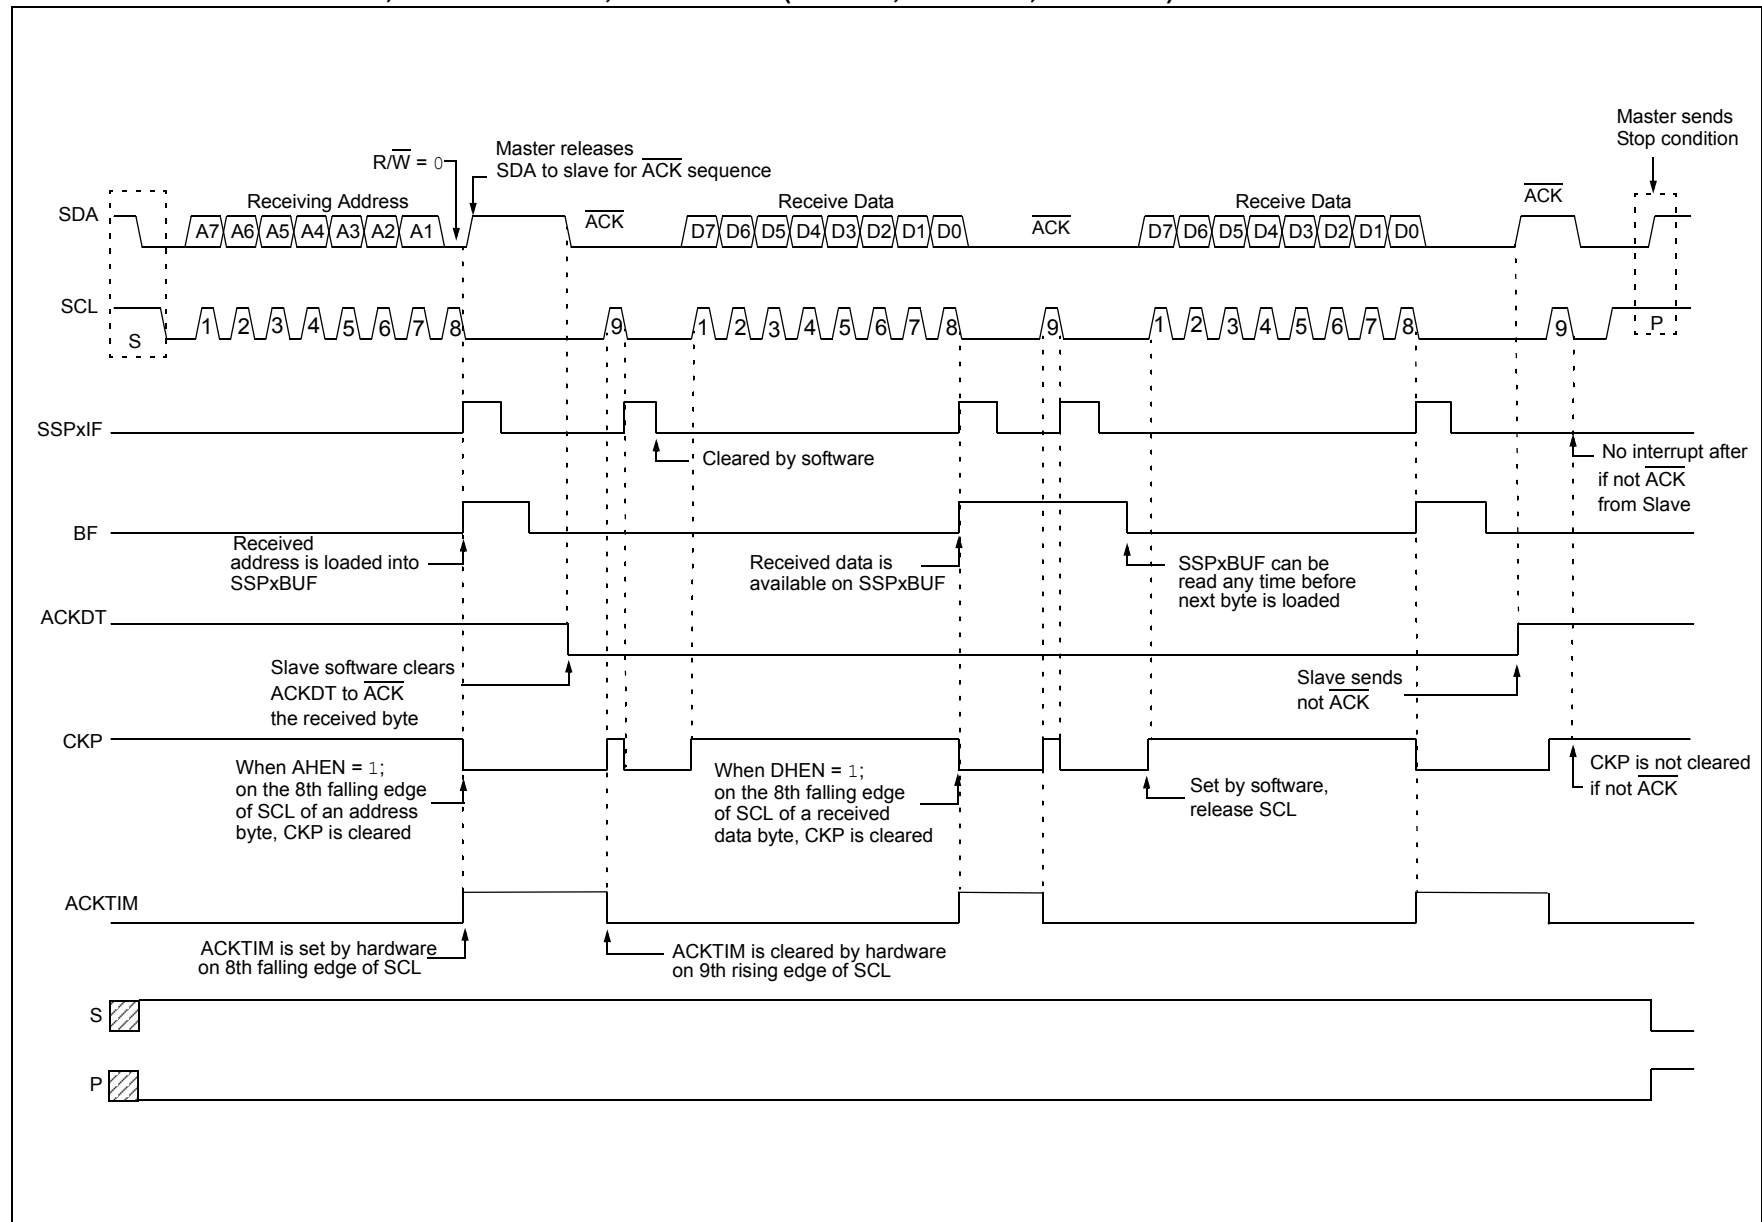 Master sends
Stop condition
R/W = 0
Master releases
SDA to slave for ACK sequence
SDA
Receiving Address
ACK
Receive Data
ACK
Receive Data
ACK
A7 A6 A5 A4 A3 A2 A1
D7 D6 D5 D4 D3 D2 D1 D0
D7 D6 D5 D4 D3 D2 D1 D0
SCL
S
1 2 3 4 5 6 7 8
9
1 2 3 4 5 6 7 8
9
1 2 3 4 5 6 7 8
9
P
SSPxIF
Cleared by software
No interrupt after
if not ACK
from Slave
BF
Received
address is loaded into
SSPxBUF
Received data is
available on SSPxBUF
SSPxBUF can be
read any time before
next byte is loaded
ACKDT
Slave software clears
ACKDT to ACK
the received byte
Slave sends
not ACK
CKP
When AHEN = 1;
on the 8th falling edge
of SCL of an address
byte, CKP is cleared
When DHEN = 1;
on the 8th falling edge
of SCL of a received
data byte, CKP is cleared
Set by software,
release SCL
CKP is not cleared
if not ACK
ACKTIM
ACKTIM is set by hardware
on 8th falling edge of SCL
ACKTIM is cleared by hardware
on 9th rising edge of SCL
S
P